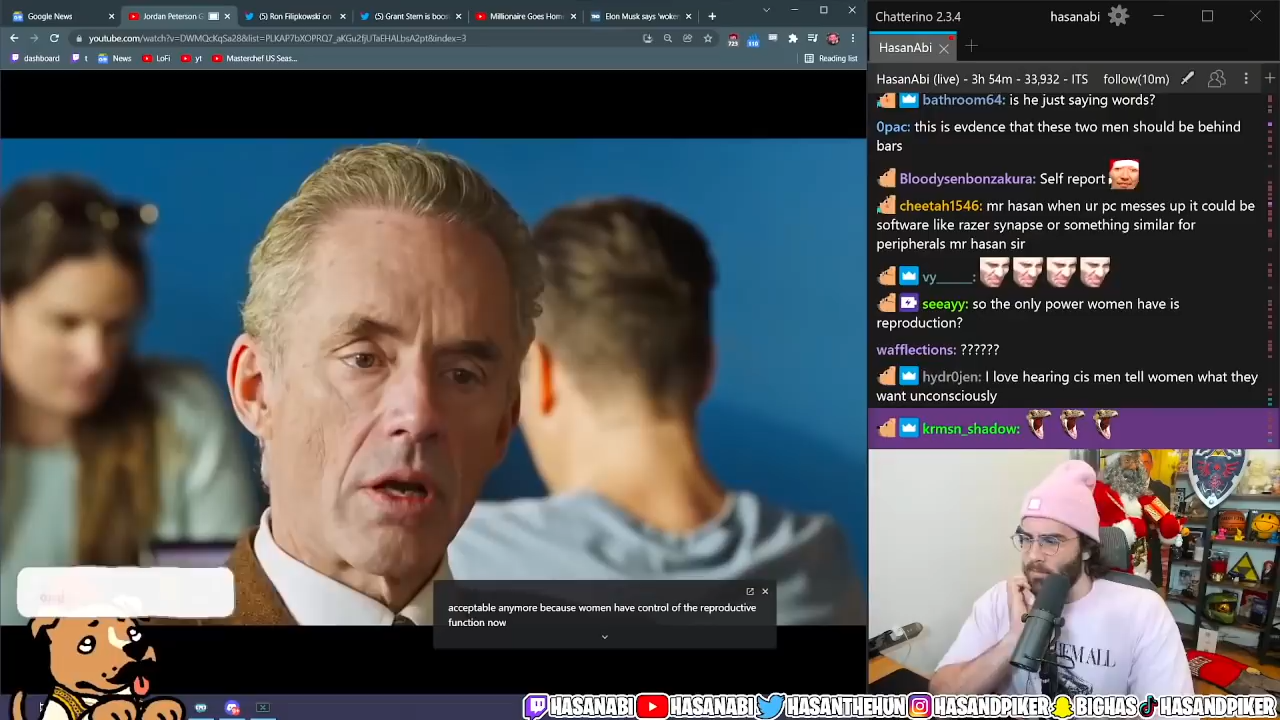 Google News
Jordan Peterson G
(5) Ron Filipkowski on
(5) Grant Stern is boos
Millionaire Goes Hom
Elon Musk says 'woke
youtube.com/watch?v=DWMQcKqSa28&list=PLKAP7bXOPRQ7_aKGu2fjUTaEHALbsA2pt&index=3
dashboard
t
News
LoFi
yt
Masterchef US Seas...
Reading list
acceptable anymore because women have control of the reproductive
function now
Chatterino 2.3.4
hasanabi
HasanAbi
HasanAbi (live) - 3h 54m - 33,932 - ITS
follow(10m)
bathroom64: is he just saying words?
0pac: this is evdence that these two men should be behind
bars
Bloodysenbonzakura: Self report
cheetah1546: mr hasan when ur pc messes up it could be
software like razer synapse or something similar for
peripherals mr hasan sir
vy_____:
seeayy: so the only power women have is
reproduction?
wafflections: ??????
hydr0jen: I love hearing cis men tell women what they
want unconsciously
krmsn_shadow:
HASANABI
HASANABI
HASANTHEHUN
HASANDPIKER
BIGHAS
HASANDPIKER